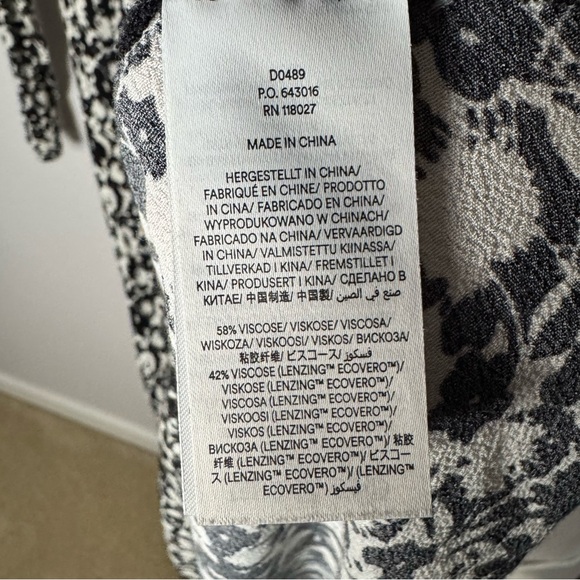 D0489
P.O. 643016
RN 118027
MADE IN CHINA
HERGESTELLT IN CHINA/
FABRIQUÉ EN CHINE/ PRODOTTO
IN CINA/ FABRICADO EN CHINA/
WYPRODUKOWANO W CHINACH/
FABRICADO NA CHINA/ VERVAARDIGD
IN CHINA/ VALMISTETTU KIINASSA/
TILLVERKAD I KINA/ FREMSTILLET I
KINA/ PRODUSERT I KINA/ СДЕЛАНО В
КИТАЕ/ 中国制造/ 中国製/ صنع في الصين
58% VISCOSE/ VISKOSE/ VISCOSA/
WISKOZA/ VISKOOSI/ VISKOS/ ВИСКОЗА/
粘胶纤维/ ビスコース/ فسكوز
42% VISCOSE (LENZING™ ECOVERO™)/
VISKOSE (LENZING™ ECOVERO™)/
VISCOSA (LENZING™ ECOVERO™)/
VISKOOSI (LENZING™ ECOVERO™)/
VISKOS (LENZING™ ECOVERO™)/
ВИСКОЗА (LENZING™ ECOVERO™)/ 粘胶
纤维 (LENZING™ ECOVERO™)/ ビスコー
ス (LENZING™ ECOVERO™)/ (LENZING™
ECOVERO™) فيسكوز